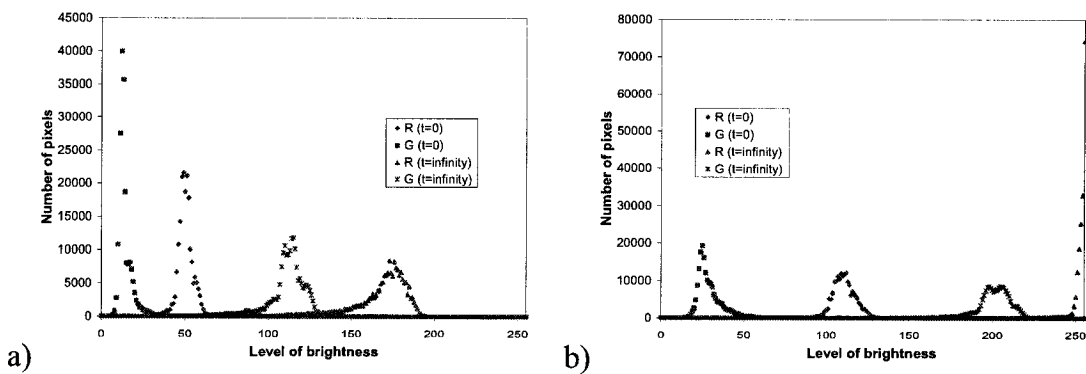 45000
40000
35000
30000
25000
20000
15000
10000
5000
0
0 50 100 150 200 250
Number of pixels
Level of brightness
R (t=0)
G (t=0)
R (t=infinity)
G (t=infinity)
a)
80000
70000
60000
50000
40000
30000
20000
10000
0
0 50 100 150 200 250
Number of pixels
Level of brightness
R (t=0)
G (t=0)
R (t=infinity)
G (t=infinity)
b)